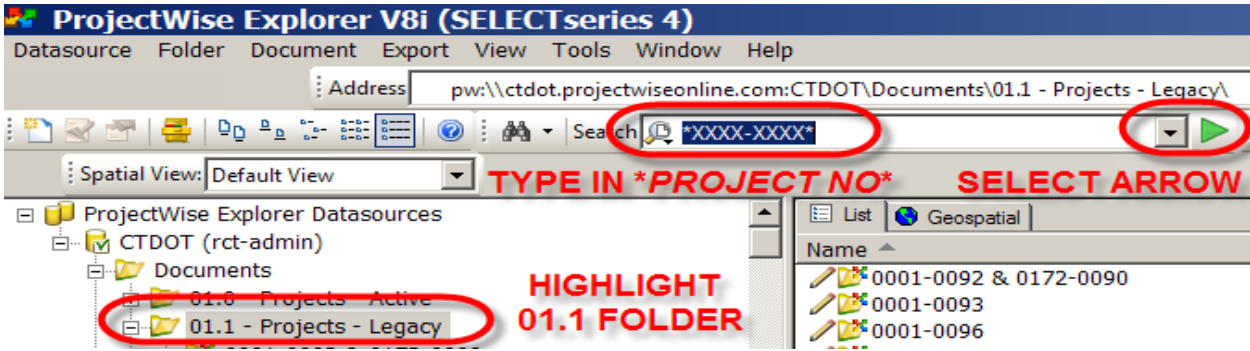 ProjectWise Explorer V8i (SELECTseries 4)
Datasource Folder Document Export View Tools Window Help
Address pw:\\ctdot.projectwiseonline.com:CTDOT\Documents\01.1 - Projects - Legacy\
Search *XXXX-XXXX*
Spatial View: Default View
TYPE IN *PROJECT NO* SELECT ARROW
ProjectWise Explorer Datasources
CTDOT (rct-admin)
Documents
01.0 - Projects - Active
01.1 - Projects - Legacy
HIGHLIGHT
01.1 FOLDER
List Geospatial
Name
0001-0092 & 0172-0090
0001-0093
0001-0096